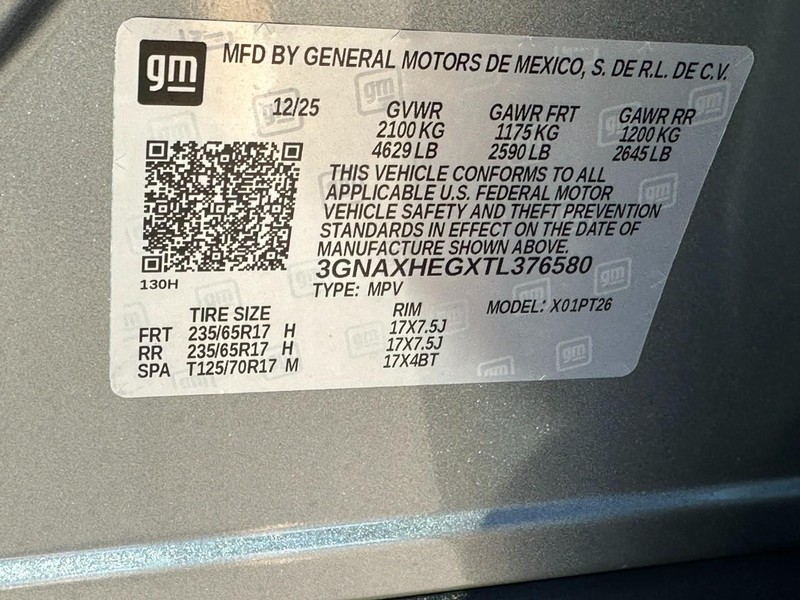 gm
MFD BY GENERAL MOTORS DE MEXICO, S. DE R.L. DE C.V.
12/25 GVWR GAWR FRT GAWR RR
2100 KG 1175 KG 1200 KG
4629 LB 2590 LB 2645 LB
THIS VEHICLE CONFORMS TO ALL
APPLICABLE U.S. FEDERAL MOTOR
VEHICLE SAFETY AND THEFT PREVENTION
STANDARDS IN EFFECT ON THE DATE OF
MANUFACTURE SHOWN ABOVE.
3GNAXHEGXTL376580
130H
TYPE: MPV MODEL: X01PT26
TIRE SIZE RIM
FRT 235/65R17 H 17X7.5J
RR 235/65R17 H 17X7.5J
SPA T125/70R17 M 17X4BT